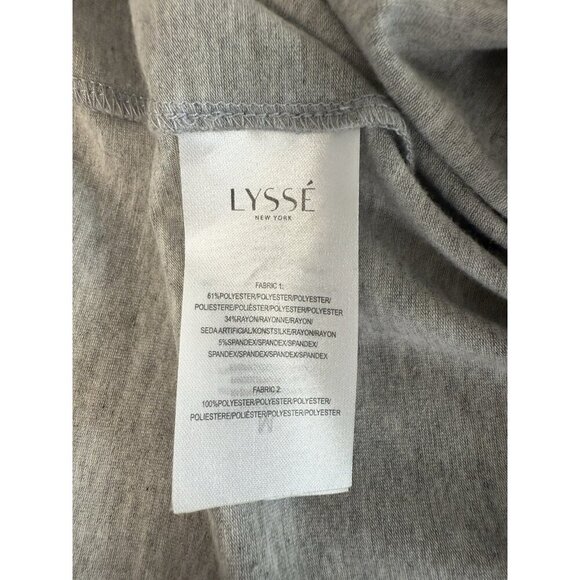 LYSSÉ
NEW YORK
FABRIC 1:
61%POLYESTER/POLYESTER/POLYESTER/
POLIESTERE/POLIÉSTER/POLYESTER/POLYESTER
34%RAYON/RAYONNE/RAYON/
SEDA ARTIFICIAL/KONSTSILKE/RAYON/RAYON
5%SPANDEX/SPANDEX/SPANDEX/
SPANDEX/SPANDEX/SPANDEX/SPANDEX
FABRIC 2:
100%POLYESTER/POLYESTER/POLYESTER/
POLIESTERE/POLIÉSTER/POLYESTER/POLYESTER